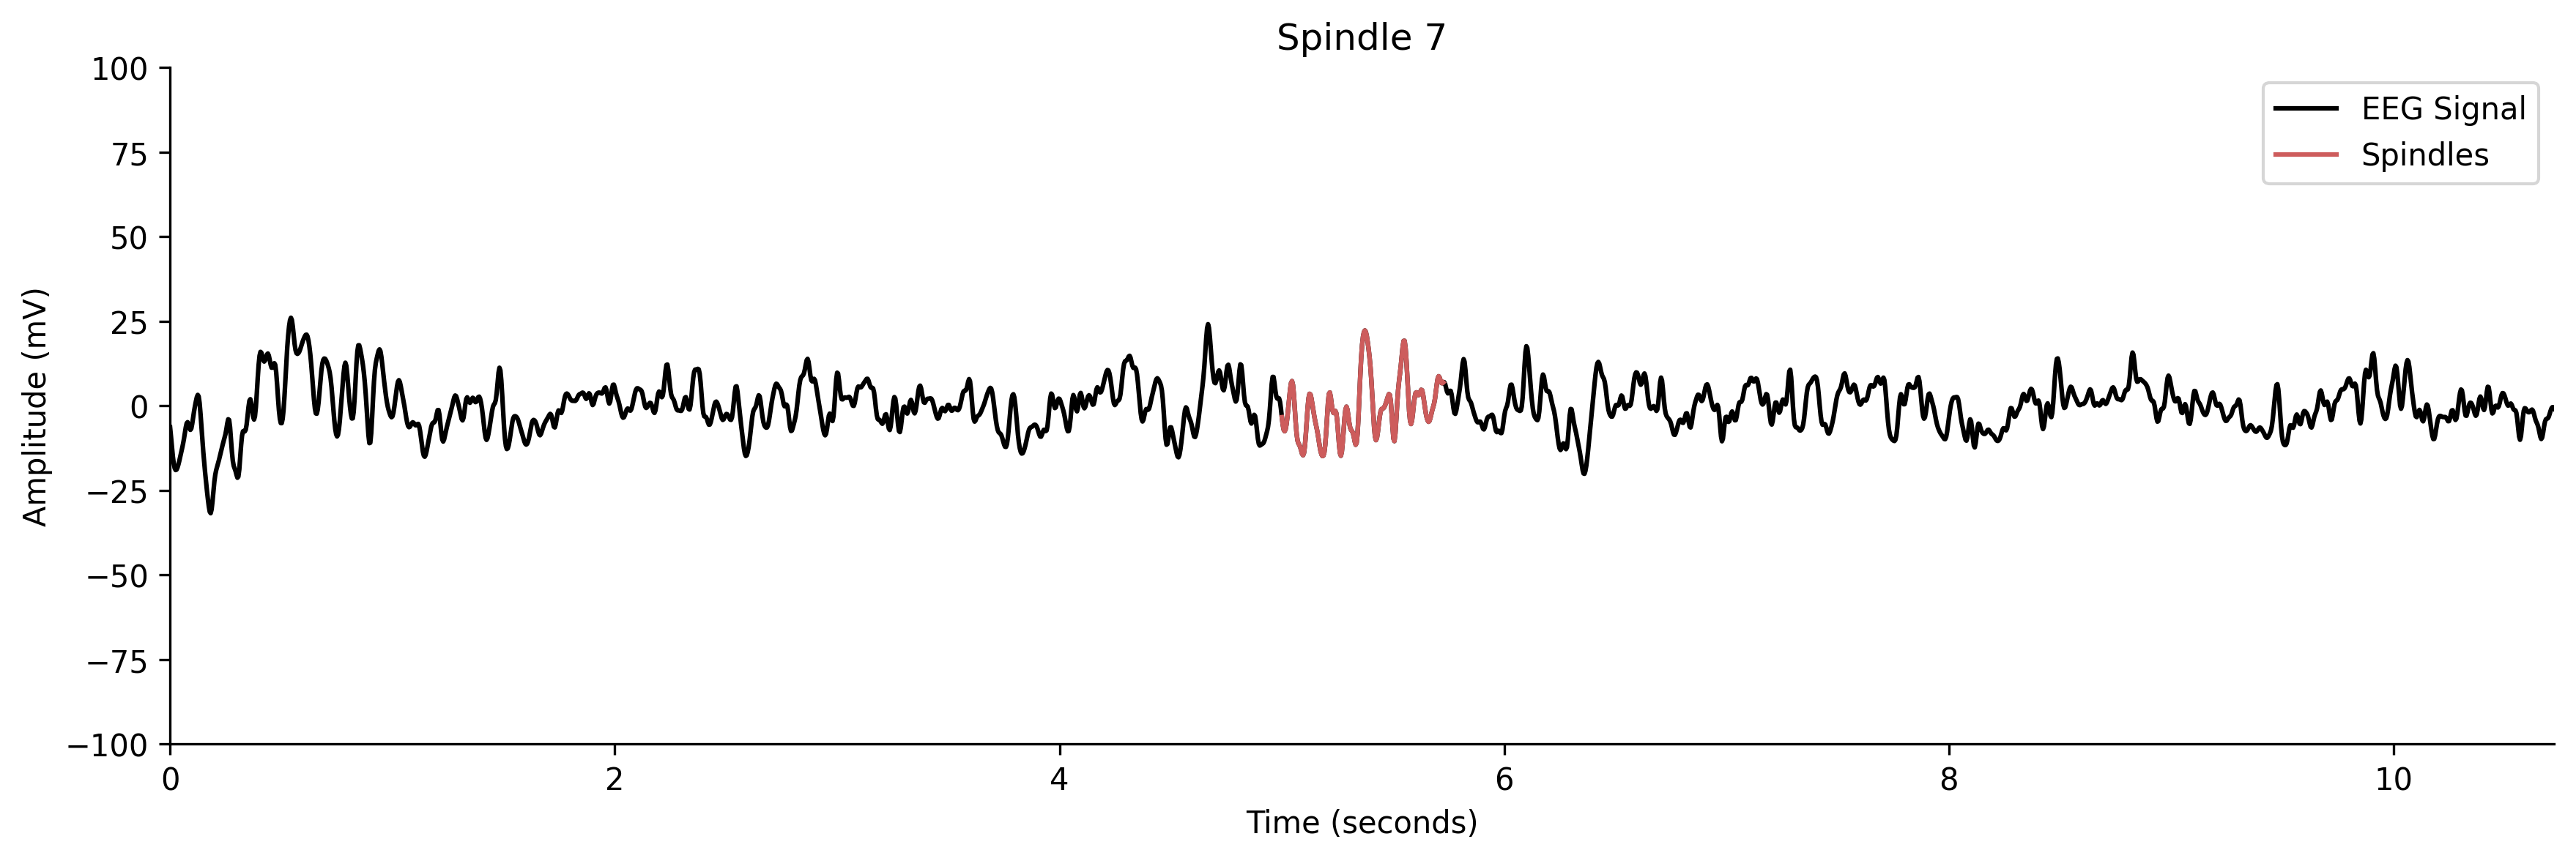 Spindle 7
100
75
50
25
0
−25
−50
−75
−100
Amplitude (mV)
EEG Signal
Spindles
0 2 4 6 8 10
Time (seconds)